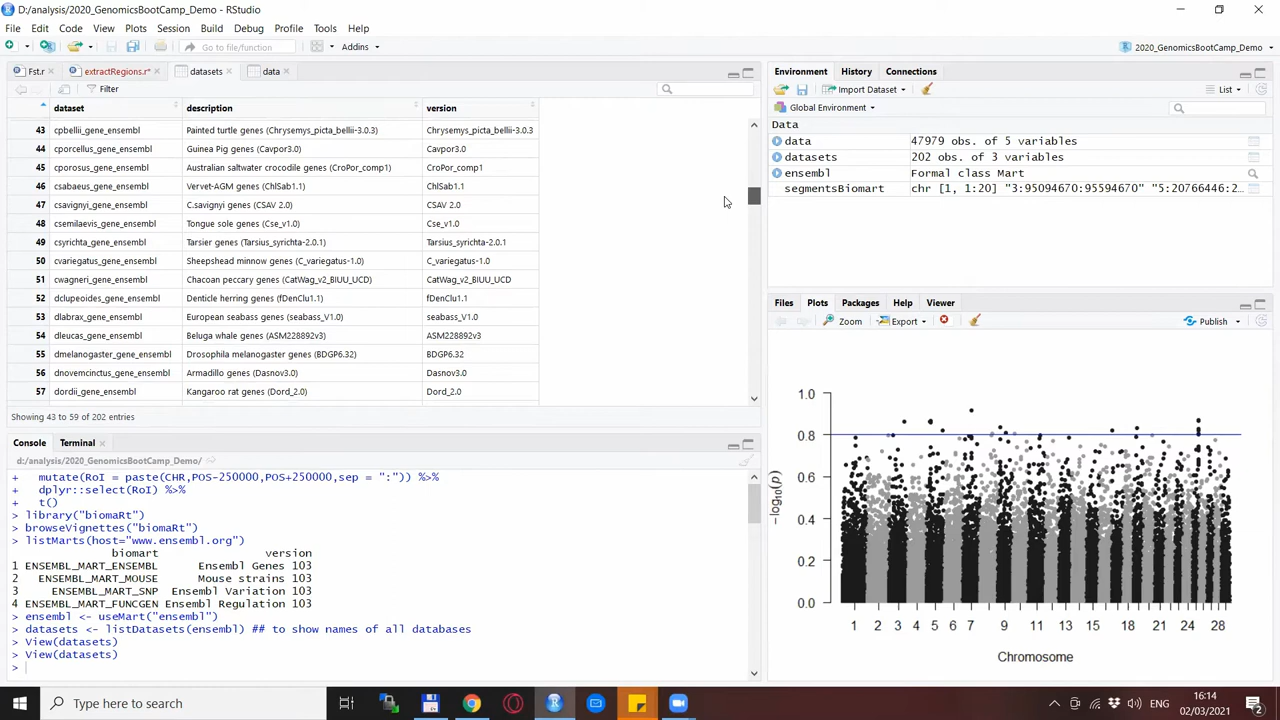 D:/analysis/2020_GenomicsBootCamp_Demo - RStudio
File Edit Code View Plots Session Build Debug Profile Tools Help
Go to file/function Addins 2020_GenomicsBootCamp_Demo
Fst.r extractRegions.r* datasets data
Filter
dataset description version
43 cpbellii_gene_ensembl Painted turtle genes (Chrysemys_picta_bellii-3.0.3) Chrysemys_picta_bellii-3.0.3
44 cporcellus_gene_ensembl Guinea Pig genes (Cavpor3.0) Cavpor3.0
45 cporosus_gene_ensembl Australian saltwater crocodile genes (CroPor_comp1) CroPor_comp1
46 csabaeus_gene_ensembl Vervet-AGM genes (ChlSab1.1) ChlSab1.1
47 csavignyi_gene_ensembl C.savignyi genes (CSAV 2.0) CSAV 2.0
48 csemilaevis_gene_ensembl Tongue sole genes (Cse_v1.0) Cse_v1.0
49 csyrichta_gene_ensembl Tarsier genes (Tarsius_syrichta-2.0.1) Tarsius_syrichta-2.0.1
50 cvariegatus_gene_ensembl Sheepshead minnow genes (C_variegatus-1.0) C_variegatus-1.0
51 cwagneri_gene_ensembl Chacoan peccary genes (CatWag_v2_BIUU_UCD) CatWag_v2_BIUU_UCD
52 dclupeoides_gene_ensembl Denticle herring genes (fDenClu1.1) fDenClu1.1
53 dlabrax_gene_ensembl European seabass genes (seabass_V1.0) seabass_V1.0
54 dleucas_gene_ensembl Beluga whale genes (ASM228892v3) ASM228892v3
55 dmelanogaster_gene_ensembl Drosophila melanogaster genes (BDGP6.32) BDGP6.32
56 dnovemcinctus_gene_ensembl Armadillo genes (Dasnov3.0) Dasnov3.0
57 dordii_gene_ensembl Kangaroo rat genes (Dord_2.0) Dord_2.0
Showing 43 to 59 of 202 entries
Console Terminal
d:/analysis/2020_GenomicsBootCamp_Demo/
+ mutate(RoI = paste(CHR,POS-250000,POS+250000,sep = ":")) %>%
+ dplyr::select(RoI) %>%
+ t()
> library("biomaRt")
> browseVignettes("biomaRt")
> listMarts(host="www.ensembl.org")
biomart version
1 ENSEMBL_MART_ENSEMBL Ensembl Genes 103
2 ENSEMBL_MART_MOUSE Mouse strains 103
3 ENSEMBL_MART_SNP Ensembl Variation 103
4 ENSEMBL_MART_FUNCGEN Ensembl Regulation 103
> ensembl <- useMart("ensembl")
> datasets <- listDatasets(ensembl) ## to show names of all databases
> View(datasets)
> View(datasets)
>
Environment History Connections
Import Dataset List
Global Environment
Data
data 47979 obs. of 5 variables
datasets 202 obs. of 3 variables
ensembl Formal class Mart
segmentsBiomart chr [1, 1:20] "3:95094670:95594670" "5:20766446:2…
Files Plots Packages Help Viewer
Zoom Export Publish
1.0
0.8
0.6
0.4
0.2
0.0
-log10(p)
1 2 3 4 5 6 7 9 11 13 15 18 21 24 28
Chromosome
Type here to search
ENG 16:14
02/03/2021
2